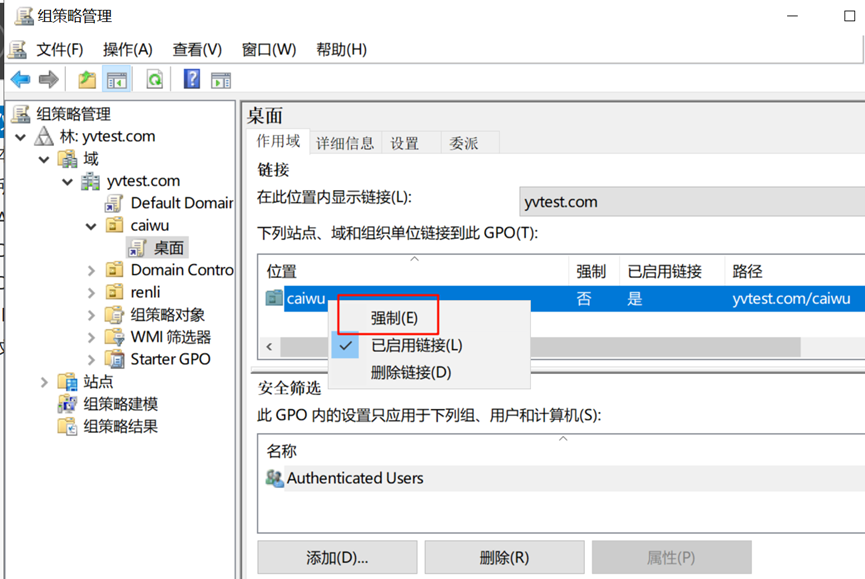 组策略管理
文件(F) 操作(A) 查看(V) 窗口(W) 帮助(H)
组策略管理
林: yvtest.com
域
yvtest.com
Default Domain
caiwu
桌面
Domain Contro
renli
组策略对象
WMI 筛选器
Starter GPO
站点
组策略建模
组策略结果
桌面
作用域 详细信息 设置 委派
链接
在此位置内显示链接(L): yvtest.com
下列站点、域和组织单位链接到此 GPO(T):
位置 强制 已启用链接 路径
caiwu 否 是 yvtest.com/caiwu
强制(E)
已启用链接(L)
删除链接(D)
安全筛选
此 GPO 内的设置只应用于下列组、用户和计算机(S):
名称
Authenticated Users
添加(D)... 删除(R) 属性(P)